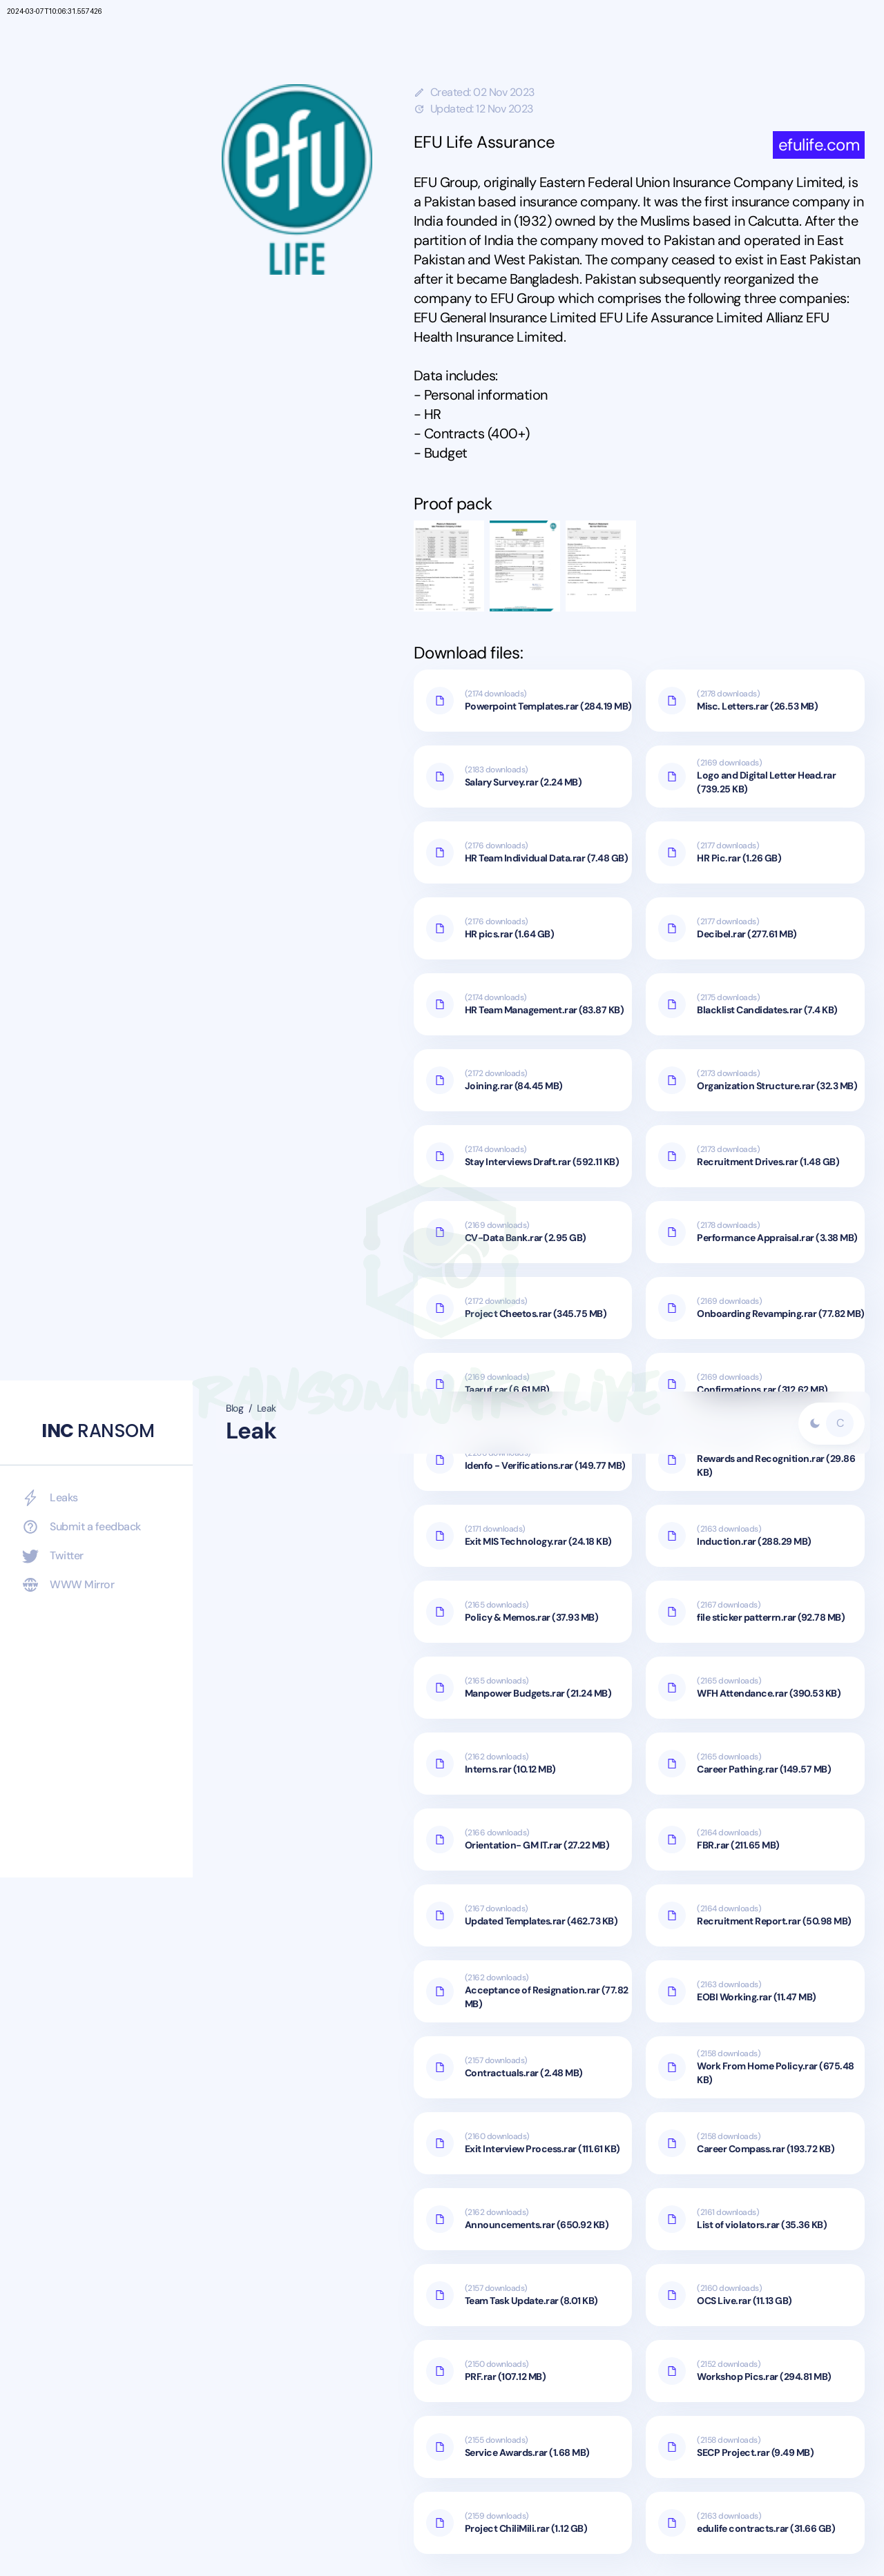 2024-03-07T10:06:31.557426
efu
LIFE
Created: 02 Nov 2023
Updated: 12 Nov 2023
EFU Life Assurance
efulife.com
EFU Group, originally Eastern Federal Union Insurance Company Limited, is
a Pakistan based insurance company. It was the first insurance company in
India founded in (1932) owned by the Muslims based in Calcutta. After the
partition of India the company moved to Pakistan and operated in East
Pakistan and West Pakistan. The company ceased to exist in East Pakistan
after it became Bangladesh. Pakistan subsequently reorganized the
company to EFU Group which comprises the following three companies:
EFU General Insurance Limited EFU Life Assurance Limited Allianz EFU
Health Insurance Limited.
Data includes:
- Personal information
- HR
- Contracts (400+)
- Budget
Proof pack
Download files:
(2174 downloads)
Powerpoint Templates.rar (284.19 MB)
(2178 downloads)
Misc. Letters.rar (26.53 MB)
(2183 downloads)
Salary Survey.rar (2.24 MB)
(2169 downloads)
Logo and Digital Letter Head.rar
(739.25 KB)
(2176 downloads)
HR Team Individual Data.rar (7.48 GB)
(2177 downloads)
HR Pic.rar (1.26 GB)
(2176 downloads)
HR pics.rar (1.64 GB)
(2177 downloads)
Decibel.rar (277.61 MB)
(2174 downloads)
HR Team Management.rar (83.87 KB)
(2175 downloads)
Blacklist Candidates.rar (7.4 KB)
(2172 downloads)
Joining.rar (84.45 MB)
(2173 downloads)
Organization Structure.rar (32.3 MB)
(2174 downloads)
Stay Interviews Draft.rar (592.11 KB)
(2173 downloads)
Recruitment Drives.rar (1.48 GB)
(2169 downloads)
CV-Data Bank.rar (2.95 GB)
(2178 downloads)
Performance Appraisal.rar (3.38 MB)
(2172 downloads)
Project Cheetos.rar (345.75 MB)
(2169 downloads)
Onboarding Revamping.rar (77.82 MB)
(2169 downloads)
Taaruf.rar (6.61 MB)
(2169 downloads)
Confirmations.rar (312.62 MB)
RANSOMWARE.LIVE
Blog / Leak
Leak
C
INC RANSOM
Leaks
Submit a feedback
Twitter
WWW Mirror
Idenfo - Verifications.rar (149.77 MB)
Rewards and Recognition.rar (29.86
KB)
(2171 downloads)
Exit MIS Technology.rar (24.18 KB)
(2163 downloads)
Induction.rar (288.29 MB)
(2165 downloads)
Policy & Memos.rar (37.93 MB)
(2167 downloads)
file sticker patterrn.rar (92.78 MB)
(2165 downloads)
Manpower Budgets.rar (21.24 MB)
(2165 downloads)
WFH Attendance.rar (390.53 KB)
(2162 downloads)
Interns.rar (10.12 MB)
(2165 downloads)
Career Pathing.rar (149.57 MB)
(2166 downloads)
Orientation- GM IT.rar (27.22 MB)
(2164 downloads)
FBR.rar (211.65 MB)
(2167 downloads)
Updated Templates.rar (462.73 KB)
(2164 downloads)
Recruitment Report.rar (50.98 MB)
(2162 downloads)
Acceptance of Resignation.rar (77.82
MB)
(2163 downloads)
EOBI Working.rar (11.47 MB)
(2157 downloads)
Contractuals.rar (2.48 MB)
(2158 downloads)
Work From Home Policy.rar (675.48
KB)
(2160 downloads)
Exit Interview Process.rar (111.61 KB)
(2158 downloads)
Career Compass.rar (193.72 KB)
(2162 downloads)
Announcements.rar (650.92 KB)
(2161 downloads)
List of violators.rar (35.36 KB)
(2157 downloads)
Team Task Update.rar (8.01 KB)
(2160 downloads)
OCS Live.rar (11.13 GB)
(2150 downloads)
PRF.rar (107.12 MB)
(2152 downloads)
Workshop Pics.rar (294.81 MB)
(2155 downloads)
Service Awards.rar (1.68 MB)
(2158 downloads)
SECP Project.rar (9.49 MB)
(2159 downloads)
Project ChiliMili.rar (1.12 GB)
(2163 downloads)
edulife contracts.rar (31.66 GB)